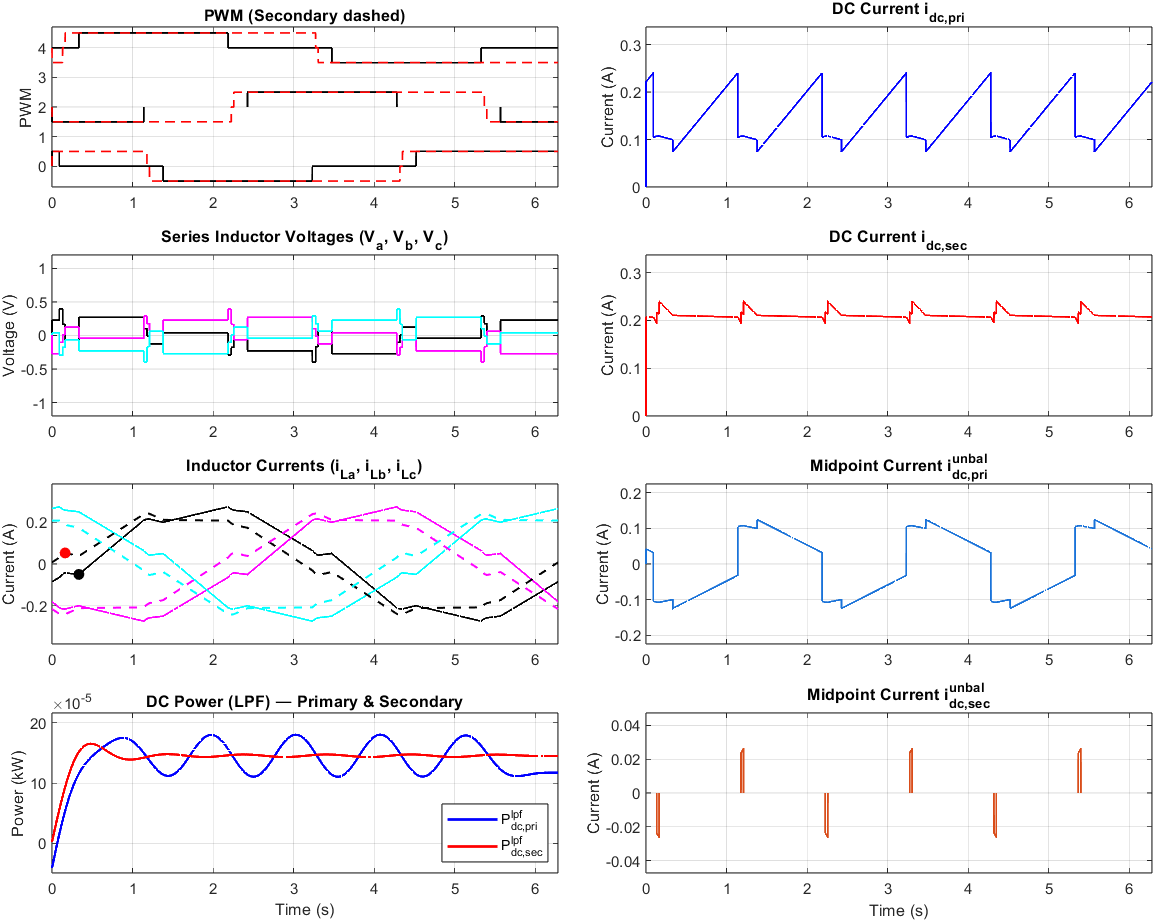 PWM (Secondary dashed)
PWM
4
3
2
1
0
0 1 2 3 4 5 6
DC Current i_dc,pri
Current (A)
0.3
0.2
0.1
0
0 1 2 3 4 5 6
Series Inductor Voltages (V_a, V_b, V_c)
Voltage (V)
1
0.5
0
-0.5
-1
0 1 2 3 4 5 6
DC Current i_dc,sec
Current (A)
0.3
0.2
0.1
0
0 1 2 3 4 5 6
Inductor Currents (i_La, i_Lb, i_Lc)
Current (A)
0.2
0
-0.2
0 1 2 3 4 5 6
Midpoint Current i_dc,pri^unbal
Current (A)
0.2
0.1
0
-0.1
-0.2
0 1 2 3 4 5 6
DC Power (LPF) — Primary & Secondary
×10^-5
Power (kW)
20
10
0
P_dc,pri^lpf
P_dc,sec^lpf
0 1 2 3 4 5 6
Time (s)
Midpoint Current i_dc,sec^unbal
Current (A)
0.04
0.02
0
-0.02
-0.04
0 1 2 3 4 5 6
Time (s)